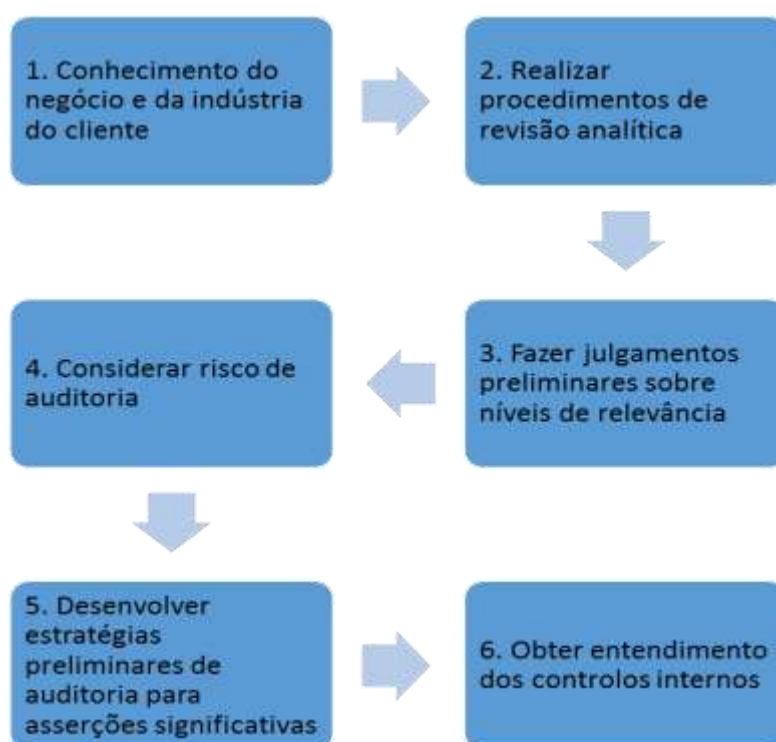 1. Conhecimento do
negócio e da indústria
do cliente
2. Realizar
procedimentos de
revisão analítica
3. Fazer julgamentos
preliminares sobre
níveis de relevância
4. Considerar risco de
auditoria
5. Desenvolver
estratégias
preliminares de
auditoria para
asserções significativas
6. Obter entendimento
dos controlos internos